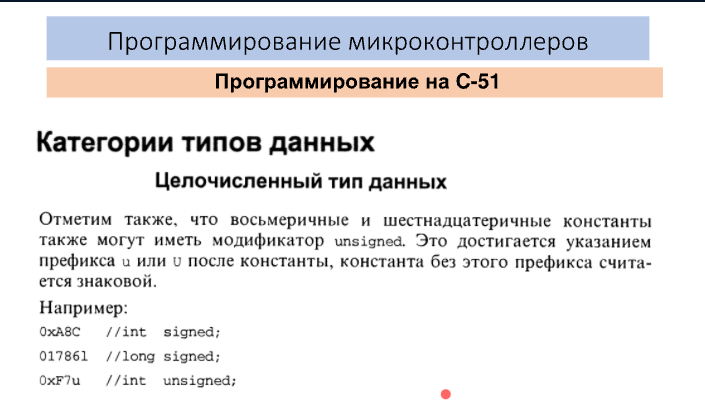 Программирование микроконтроллеров
Программирование на С-51
Категории типов данных
Целочисленный тип данных
Отметим также, что восьмеричные и шестнадцатеричные константы
также могут иметь модификатор unsigned. Это достигается указанием
префикса u или U после константы, константа без этого префикса счита-
ется знаковой.
Например:
0xA8C //int signed;
01786l //long signed;
0xF7u //int unsigned;